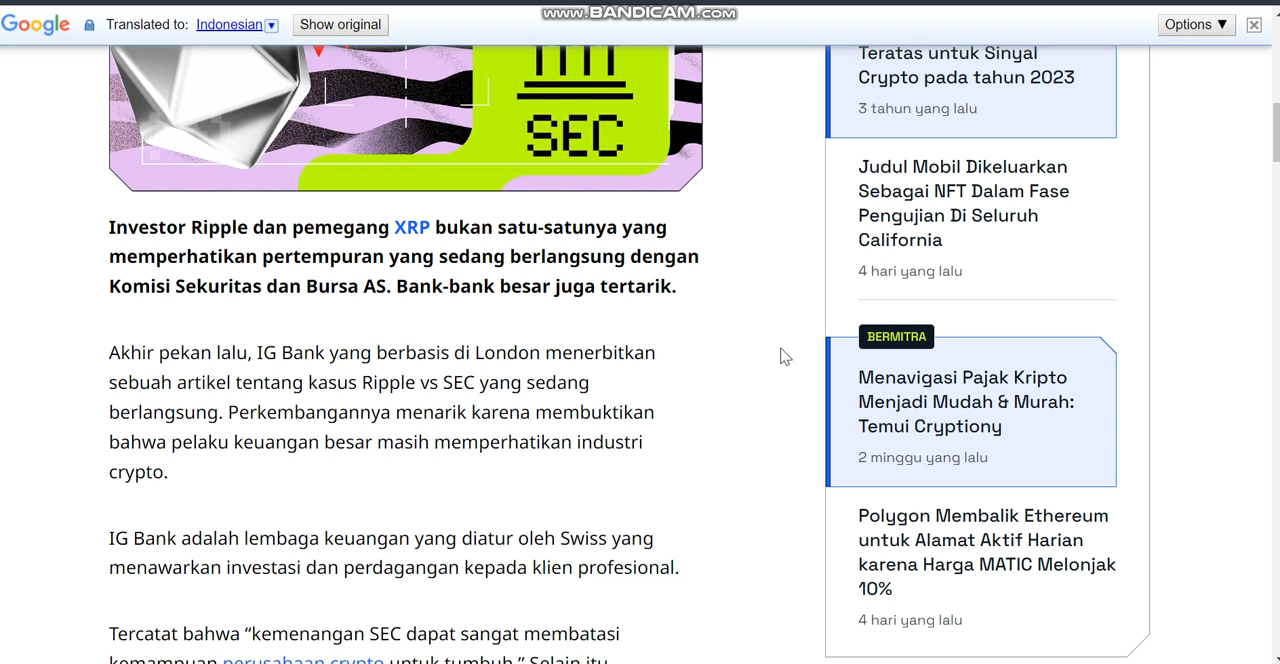 www.BANDICAM.com
Google Translated to: Indonesian ▼ Show original Options ▼
SEC
Investor Ripple dan pemegang XRP bukan satu-satunya yang
memperhatikan pertempuran yang sedang berlangsung dengan
Komisi Sekuritas dan Bursa AS. Bank-bank besar juga tertarik.
Akhir pekan lalu, IG Bank yang berbasis di London menerbitkan
sebuah artikel tentang kasus Ripple vs SEC yang sedang
berlangsung. Perkembangannya menarik karena membuktikan
bahwa pelaku keuangan besar masih memperhatikan industri
crypto.
IG Bank adalah lembaga keuangan yang diatur oleh Swiss yang
menawarkan investasi dan perdagangan kepada klien profesional.
Tercatat bahwa “kemenangan SEC dapat sangat membatasi
kemampuan perusahaan crypto untuk tumbuh.” Selain itu,
Teratas untuk Sinyal
Crypto pada tahun 2023
3 tahun yang lalu
Judul Mobil Dikeluarkan
Sebagai NFT Dalam Fase
Pengujian Di Seluruh
California
4 hari yang lalu
BERMITRA
Menavigasi Pajak Kripto
Menjadi Mudah & Murah:
Temui Cryptiony
2 minggu yang lalu
Polygon Membalik Ethereum
untuk Alamat Aktif Harian
karena Harga MATIC Melonjak
10%
4 hari yang lalu